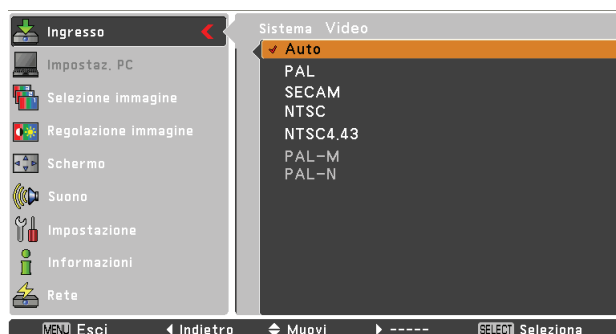 Ingresso
Impostaz. PC
Selezione immagine
Regolazione immagine
Schermo
Suono
Impostazione
Informazioni
Rete
Sistema Video
Auto
PAL
SECAM
NTSC
NTSC4.43
PAL-M
PAL-N
MENU Esci Indietro Muovi ----- SELECT Seleziona